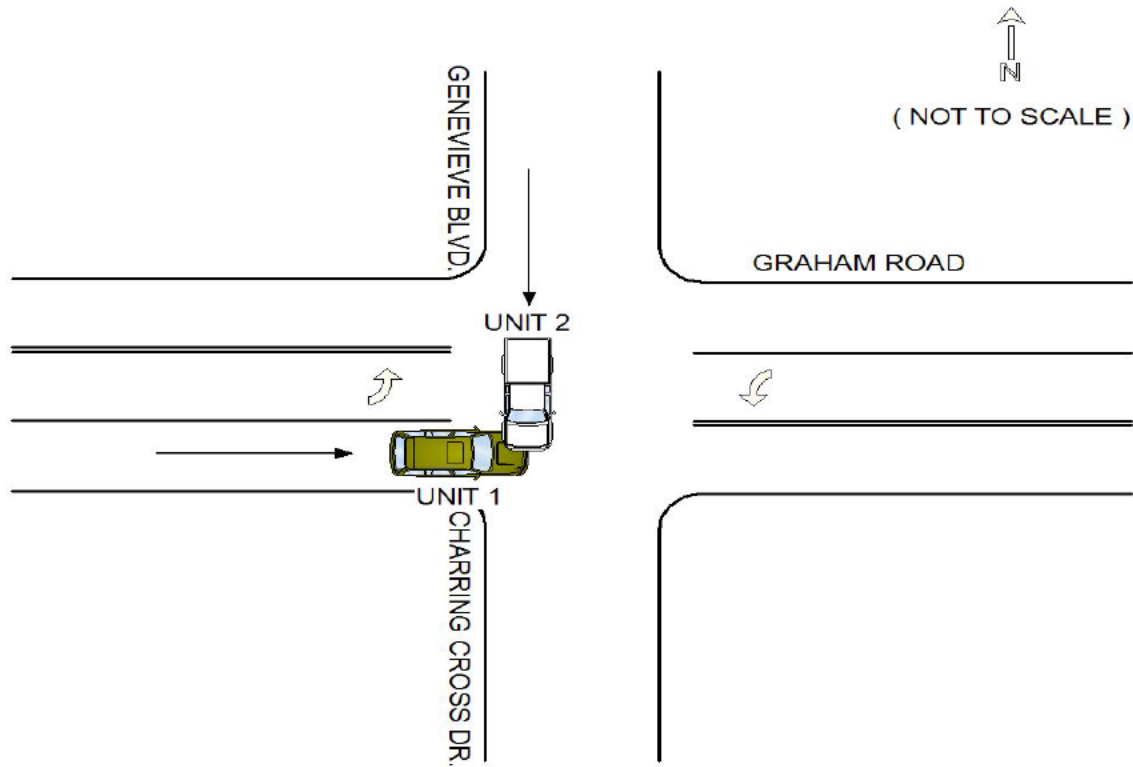 N
( NOT TO SCALE )
GENEVIEVE BLVD.
GRAHAM ROAD
UNIT 2
UNIT 1
CHARRING CROSS DR.